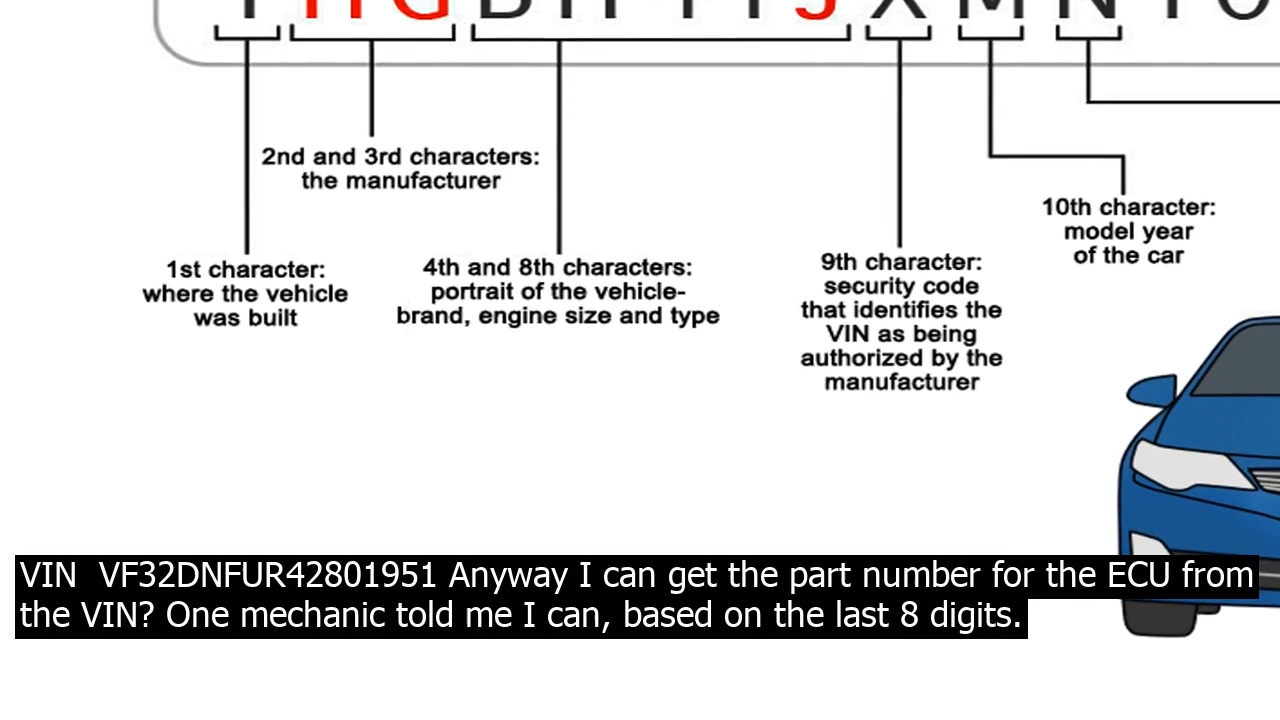 2nd and 3rd characters:
the manufacturer
1st character:
where the vehicle
was built
4th and 8th characters:
portrait of the vehicle-
brand, engine size and type
9th character:
security code
that identifies the
VIN as being
authorized by the
manufacturer
10th character:
model year
of the car
VIN  VF32DNFUR42801951 Anyway I can get the part number for the ECU from
the VIN? One mechanic told me I can, based on the last 8 digits.